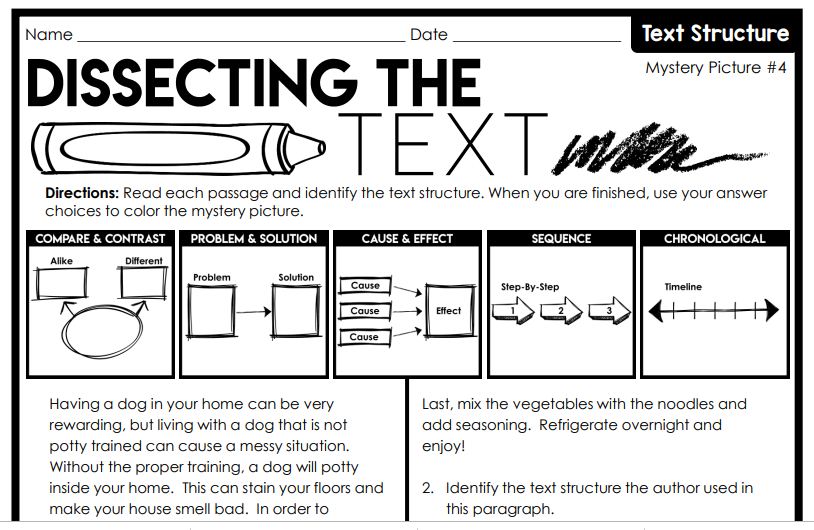 Name Date
Text Structure
Mystery Picture #4
DISSECTING THE
TEXT
Directions: Read each passage and identify the text structure. When you are finished, use your answer
choices to color the mystery picture.
COMPARE & CONTRAST
Alike Different
PROBLEM & SOLUTION
Problem Solution
CAUSE & EFFECT
Cause
Cause
Cause
Effect
SEQUENCE
Step-By-Step
1 2 3
CHRONOLOGICAL
Timeline
Having a dog in your home can be very
rewarding, but living with a dog that is not
potty trained can cause a messy situation.
Without the proper training, a dog will potty
inside your home. This can stain your floors and
make your house smell bad. In order to
Last, mix the vegetables with the noodles and
add seasoning. Refrigerate overnight and
enjoy!
2. Identify the text structure the author used in
this paragraph.